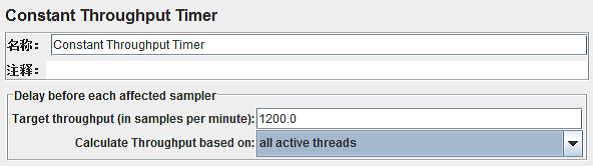 Constant Throughput Timer
名称： Constant Throughput Timer
注释：
Delay before each affected sampler
Target throughput (in samples per minute): 1200.0
Calculate Throughput based on: all active threads